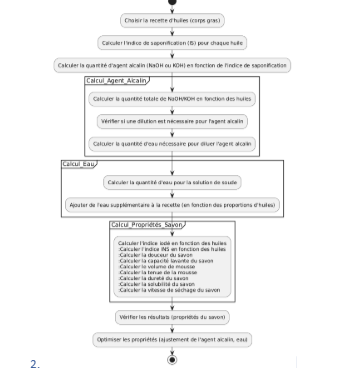 Choisir la recette d'huiles (corps gras)
Calculer l'indice de saponification (IS) pour chaque huile
Calculer la quantité d'agent alcalin (NaOH ou KOH) en fonction de l'indice de saponification
Calcul_Agent_Alcalin
Calculer la quantité totale de NaOH/KOH en fonction des huiles
Vérifier si une dilution est nécessaire pour l'agent alcalin
Calculer la quantité d'eau nécessaire pour diluer l'agent alcalin
Calcul_Eau
Calculer la quantité d'eau pour la solution de soude
Ajouter de l'eau supplémentaire à la recette (en fonction des proportions d'huiles)
Calcul_Propriétés_Savon
Calculer l'indice iodé en fonction des huiles
:Calculer l'indice INS en fonction des huiles
:Calculer la douceur du savon
:Calculer la capacité lavante du savon
:Calculer le volume de mousse
:Calculer la tenue de la mousse
:Calculer la dureté du savon
:Calculer la solubilité du savon
:Calculer la vitesse de séchage du savon
Vérifier les résultats (propriétés du savon)
Optimiser les propriétés (ajustement de l'agent alcalin, eau)
2.